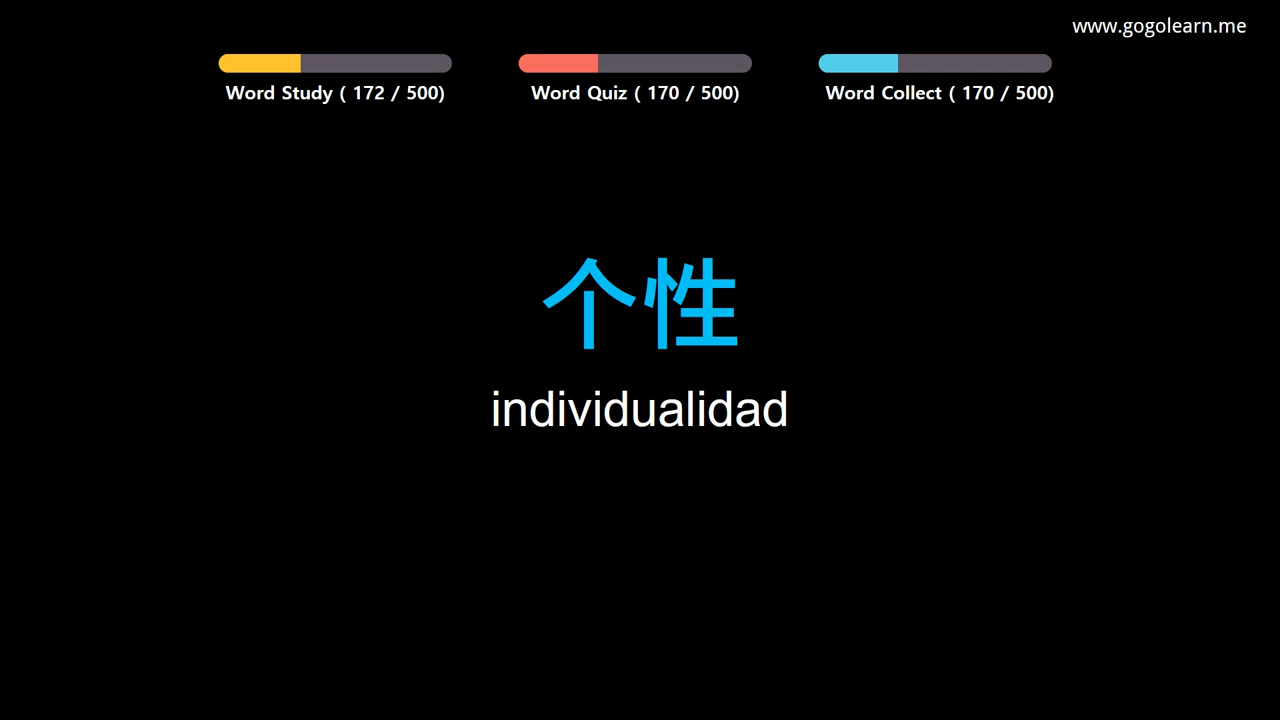 www.gogolearn.me
Word Study ( 172 / 500)
Word Quiz ( 170 / 500)
Word Collect ( 170 / 500)
个性
individualidad